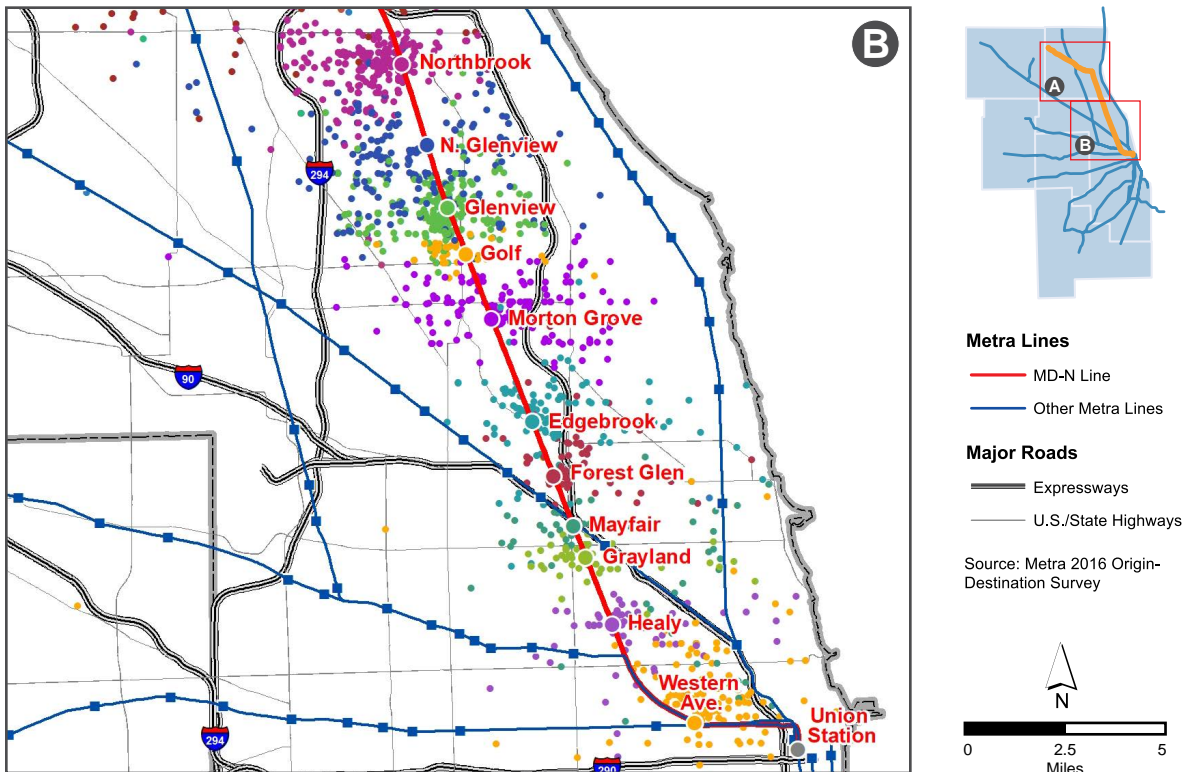 B
Northbrook
N. Glenview
294
Glenview
Golf
Morton Grove
90
Edgebrook
Forest Glen
Mayfair
Grayland
Healy
Western
Ave.
Union
Station
294
290
A
B
Metra Lines
MD-N Line
Other Metra Lines
Major Roads
Expressways
U.S./State Highways
Source: Metra 2016 Origin-
Destination Survey
N
0 2.5 5
Miles